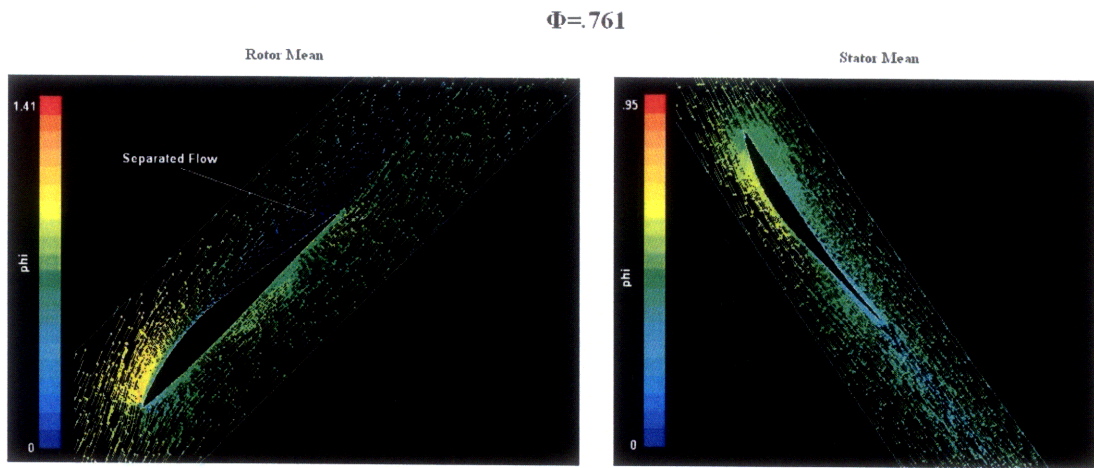 Φ=.761
Rotor Mean
Stator Mean
1.41
Separated Flow
phi
0
.95
phi
0